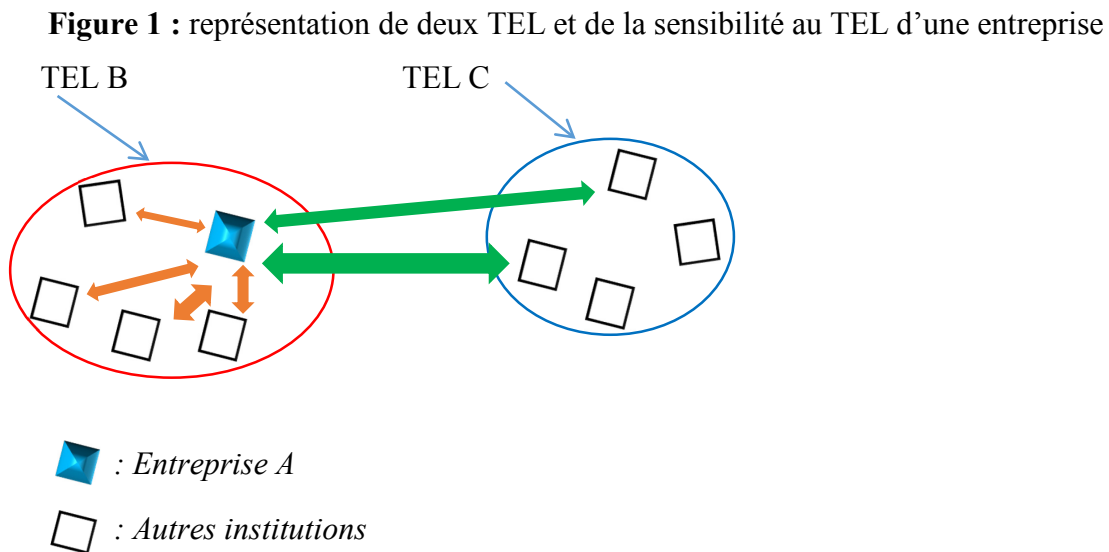 Figure 1 : représentation de deux TEL et de la sensibilité au TEL d’une entreprise
TEL B
TEL C
: Entreprise A
: Autres institutions